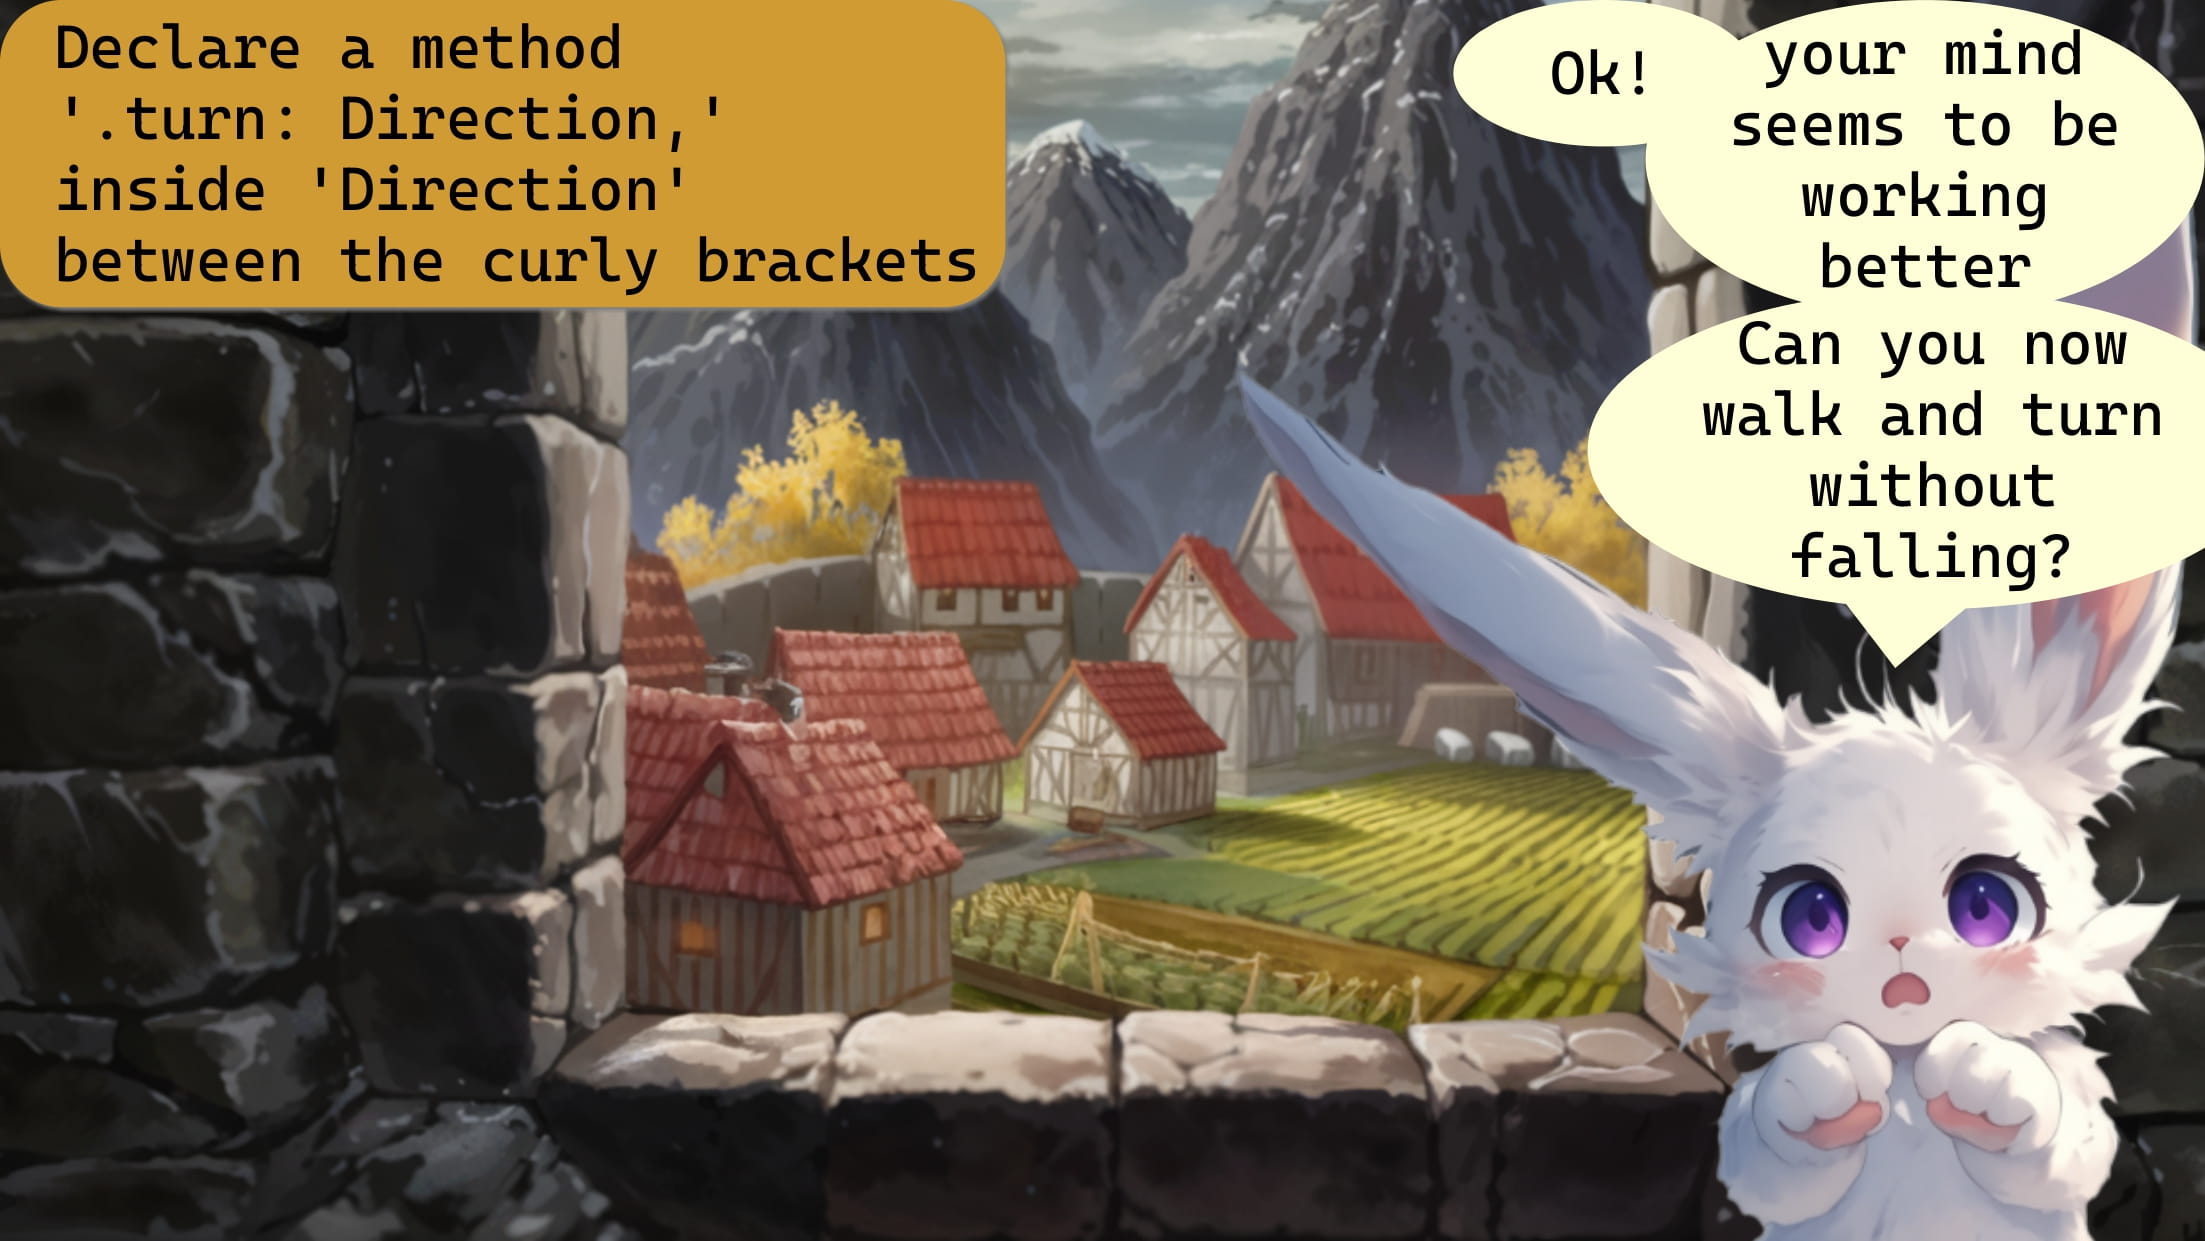 Declare a method
'.turn: Direction,'
inside 'Direction'
between the curly brackets
Ok!
your mind
seems to be
working
better
Can you now
walk and turn
without
falling?